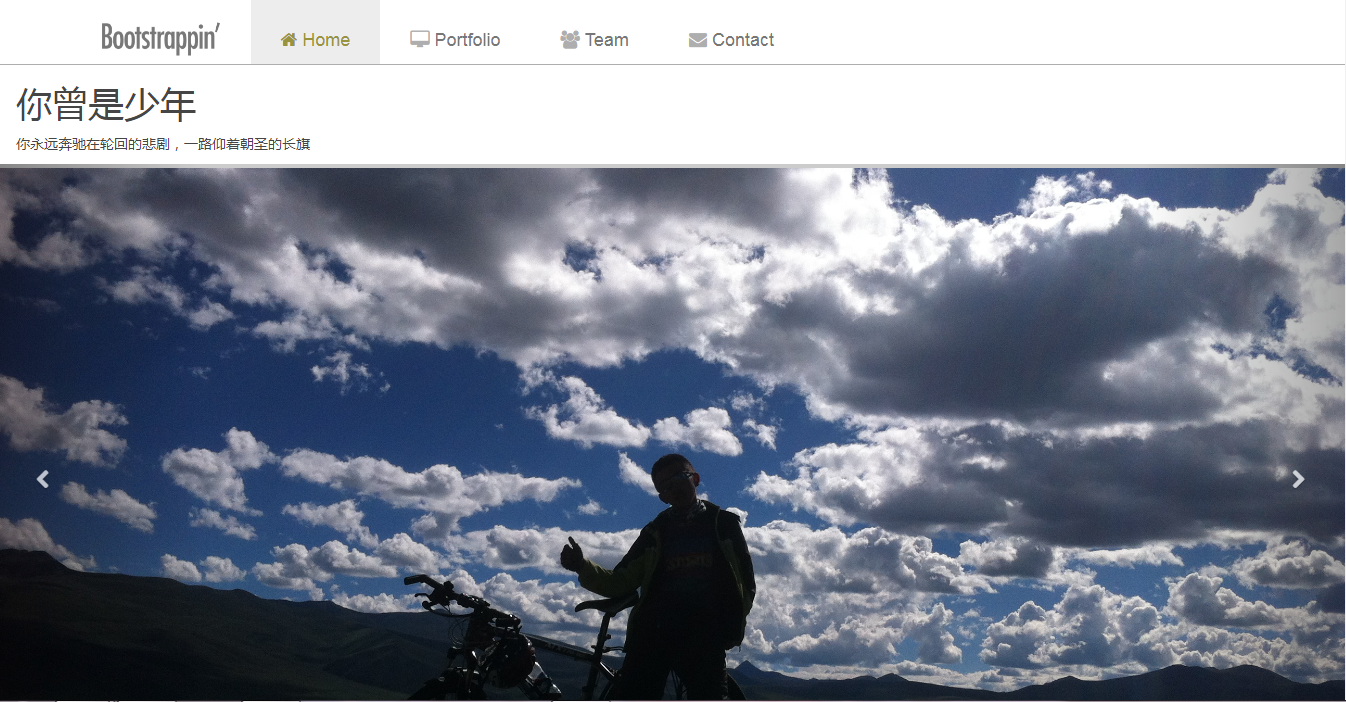 Bootstrappin’
Home
Portfolio
Team
Contact
你曾是少年
你永远奔驰在轮回的悲剧，一路仰着朝圣的长旗